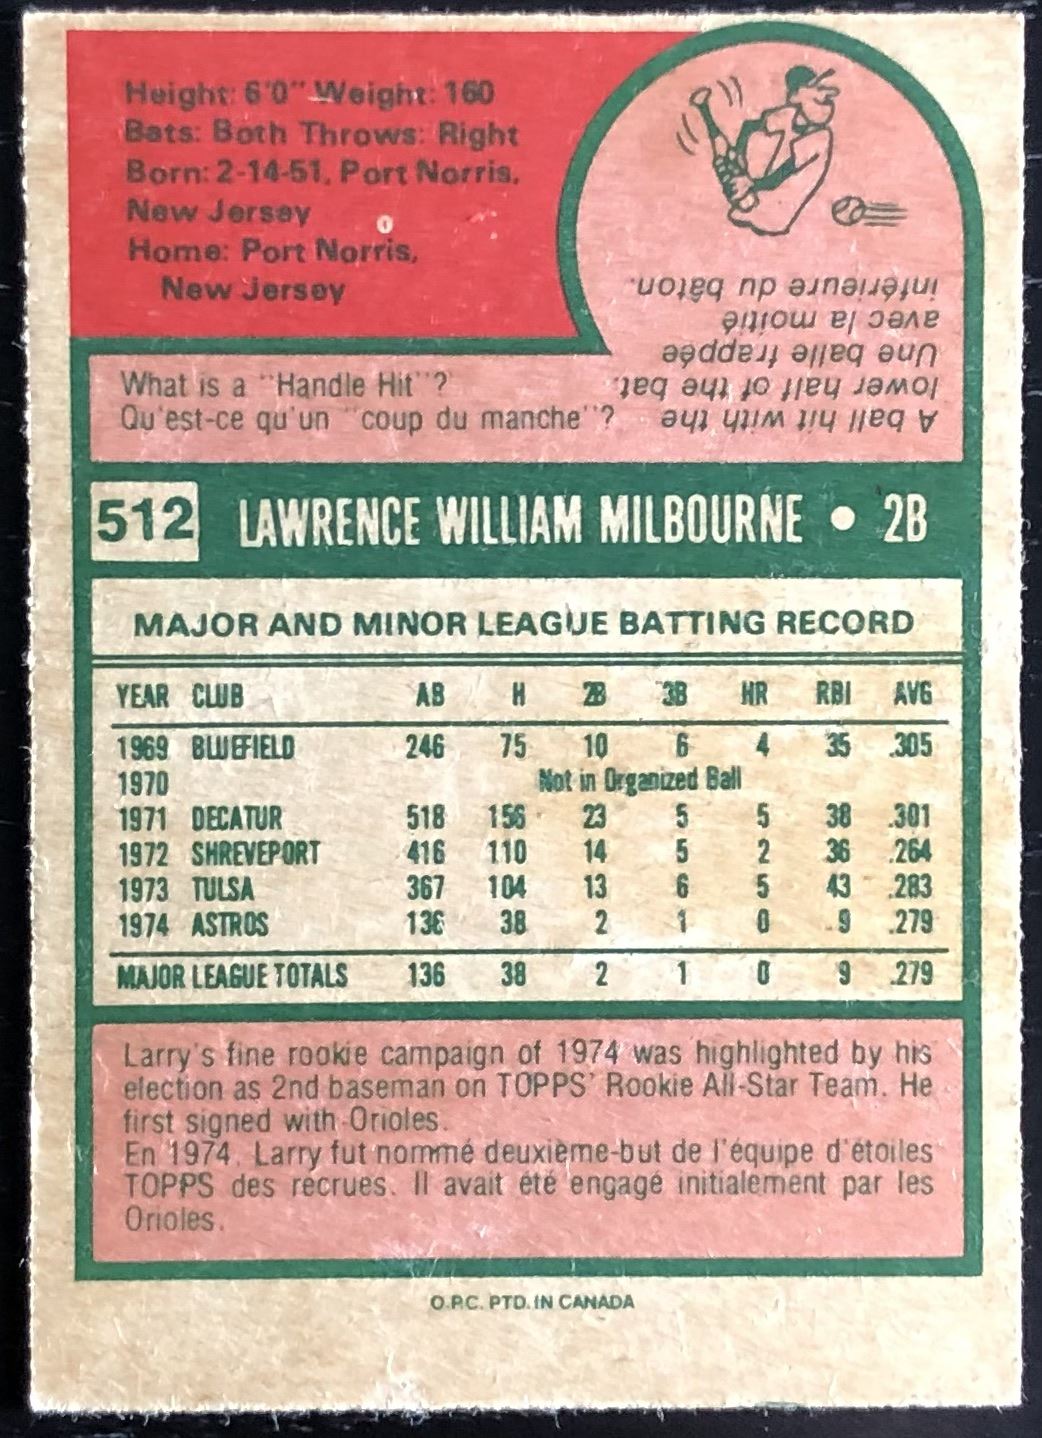 Height: 6'0" Weight: 160
Bats: Both Throws: Right
Born: 2-14-51, Port Norris,
New Jersey
Home: Port Norris,
New Jersey
What is a "Handle Hit"?
Qu'est-ce qu'un "coup du manche"?
A ball hit with the
lower half of the bat.
Une balle frappée
avec la moitié
inférieure du bâton.
512 LAWRENCE WILLIAM MILBOURNE • 2B
MAJOR AND MINOR LEAGUE BATTING RECORD
YEAR CLUB AB H 2B 3B HR RBI AVG
1969 BLUEFIELD 246 75 10 6 4 35 .305
1970 Not in Organized Ball
1971 DECATUR 518 156 23 5 5 38 .301
1972 SHREVEPORT 416 110 14 5 2 36 .264
1973 TULSA 367 104 13 6 5 43 .283
1974 ASTROS 136 38 2 1 0 9 .279
MAJOR LEAGUE TOTALS 136 38 2 1 0 9 .279
Larry's fine rookie campaign of 1974 was highlighted by his
election as 2nd baseman on TOPPS' Rookie All-Star Team. He
first signed with Orioles.
En 1974, Larry fut nommé deuxième-but de l'équipe d'étoiles
TOPPS des recrues. Il avait été engagé initialement par les
Orioles.
O.P.C. PTD. IN CANADA